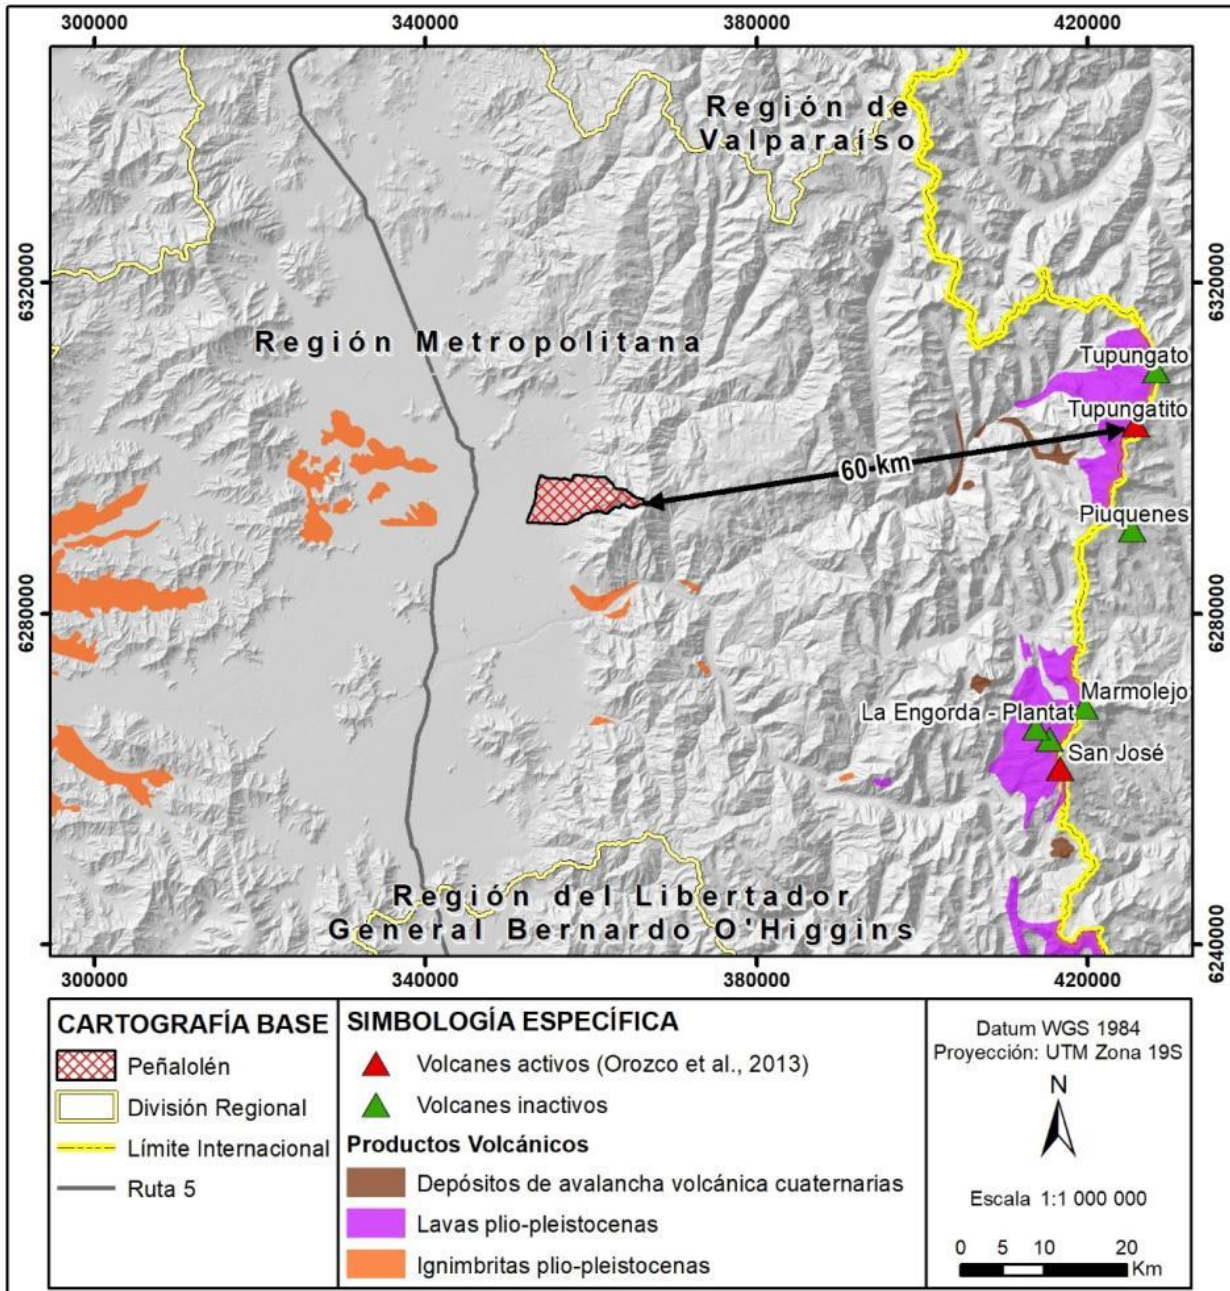 300000 340000 380000 420000
Región de
Valparaíso
6320000
6320000
Región Metropolitana
Tupungato
Tupungatito
60 km
Piuquenes
6280000
6280000
Marmolejo
La Engorda - Plantat
San José
Región del Libertador
General Bernardo O'Higgins
6240000
300000 340000 380000 420000
CARTOGRAFÍA BASE
Peñalolén
División Regional
Límite Internacional
Ruta 5
SIMBOLOGÍA ESPECÍFICA
Volcanes activos (Orozco et al., 2013)
Volcanes inactivos
Productos Volcánicos
Depósitos de avalancha volcánica cuaternarias
Lavas plio-pleistocenas
Ignimbritas plio-pleistocenas
Datum WGS 1984
Proyección: UTM Zona 19S
N
Escala 1:1 000 000
0 5 10 20
Km